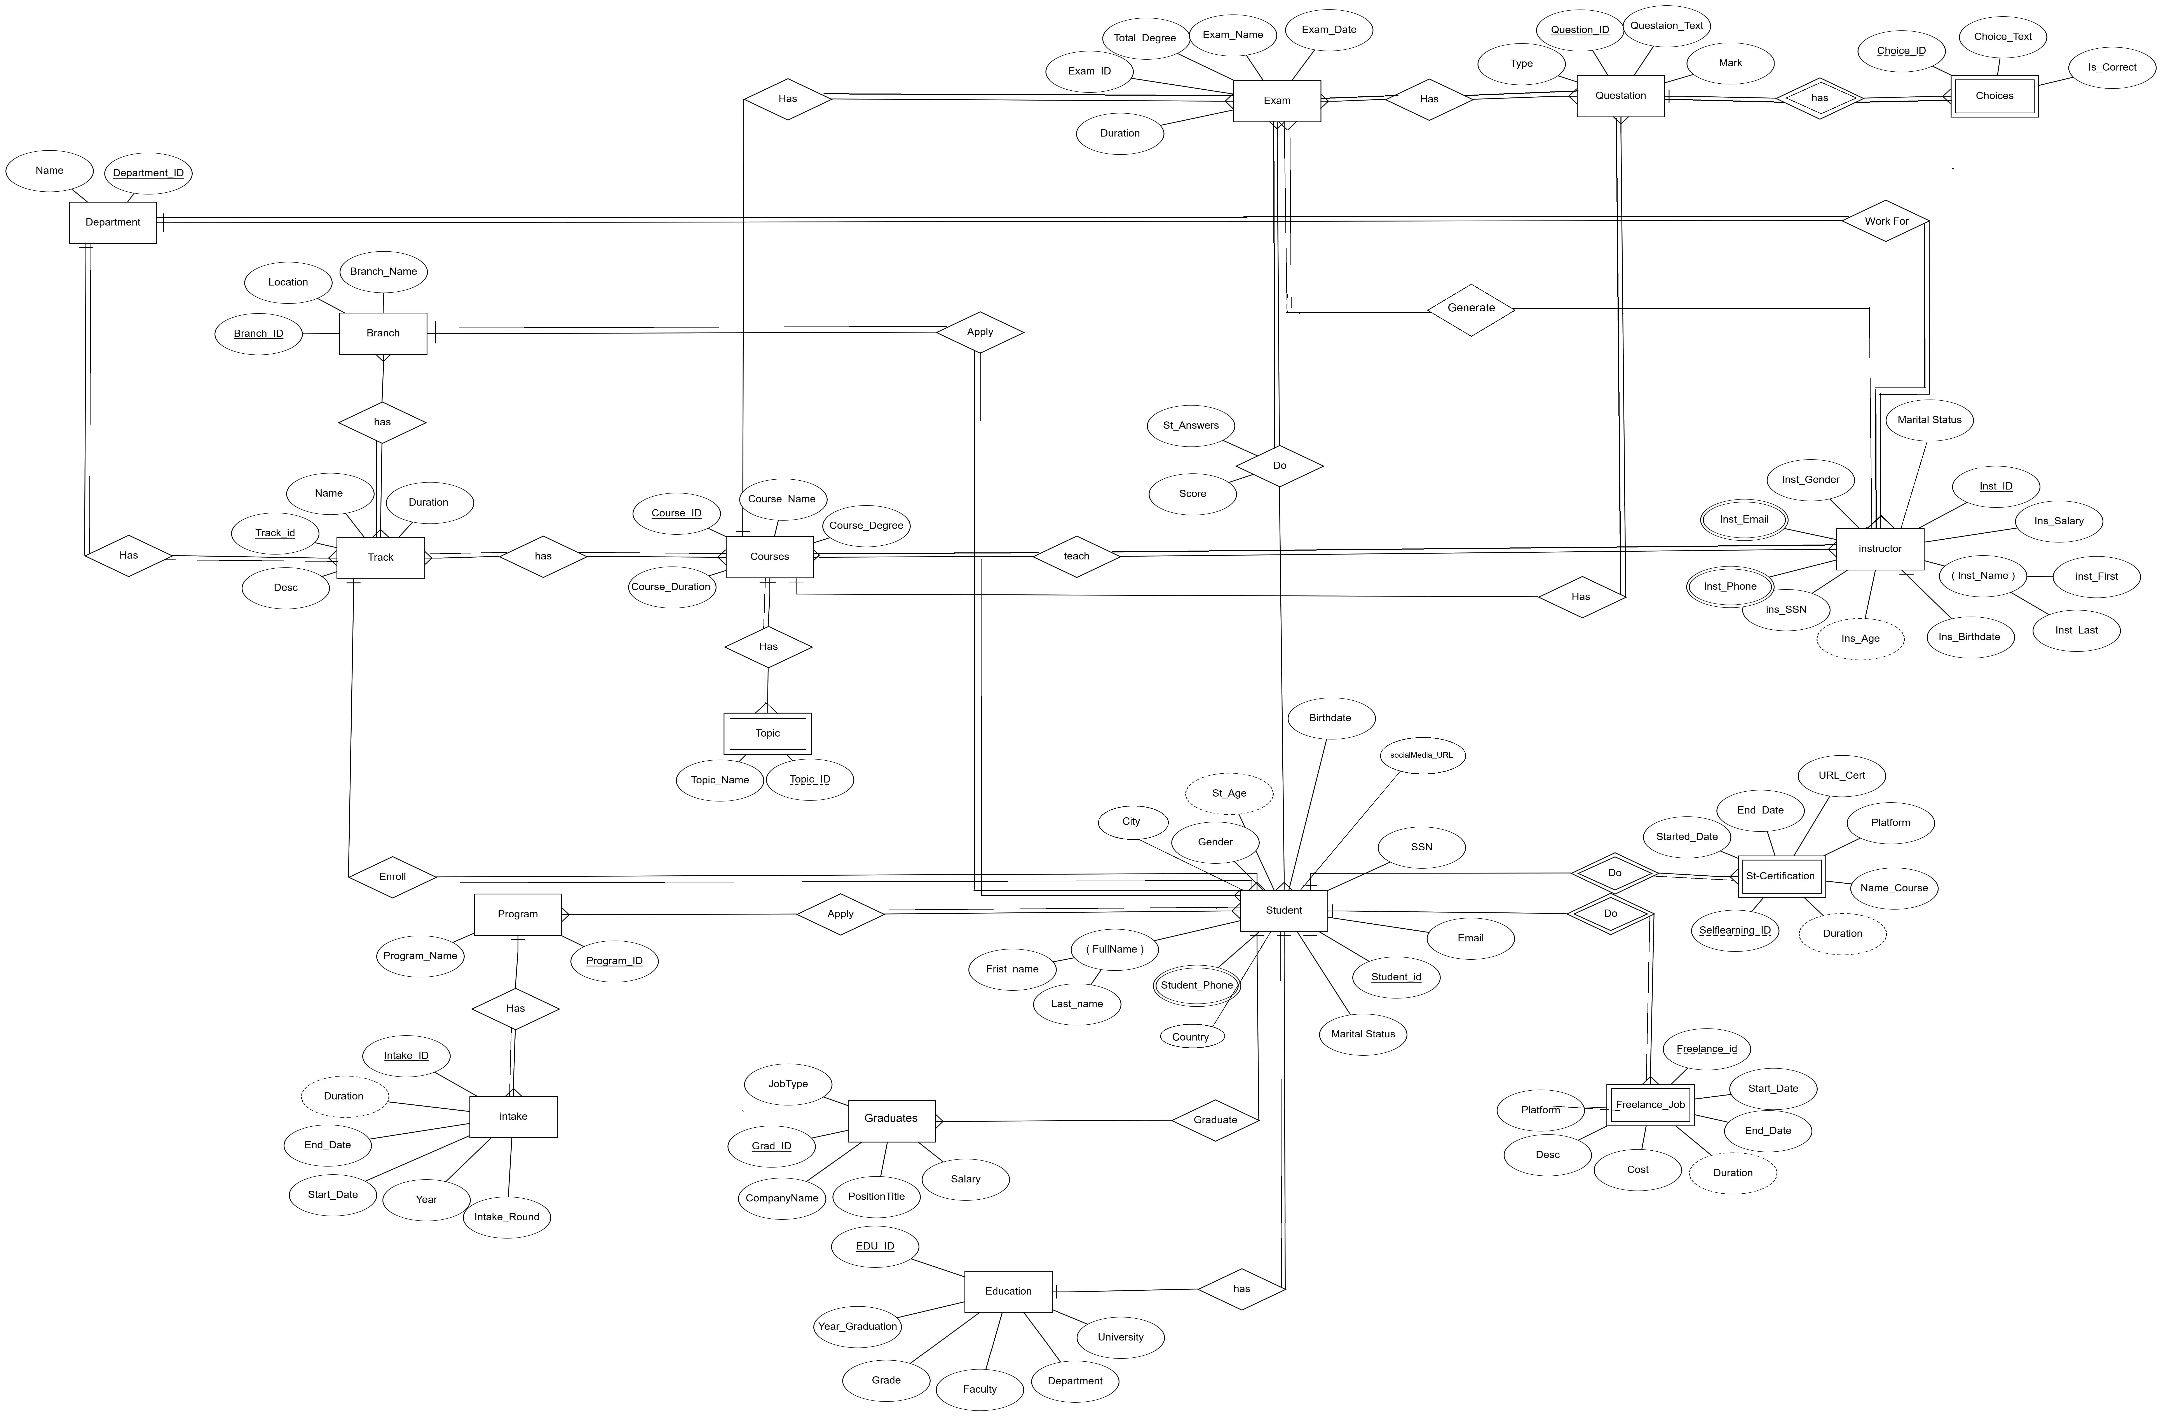 Exam_Date
Exam_Name
Total_Degree
Exam_ID
Duration
Exam
Has
Has
Question_ID
Questaion_Text
Type
Mark
Questation
has
Choice_ID
Choice_Text
Is_Correct
Choices
Name
Department_ID
Department
Work For
Location
Branch_Name
Branch_ID
Branch
Apply
Generate
has
St_Answers
Do
Score
Marital Status
Name
Duration
Track_id
Track
Desc
Has
has
Course_ID
Course_Name
Course_Degree
Courses
Course_Duration
teach
Has
Inst_Gender
Inst_ID
Inst_Email
Ins_Salary
instructor
( Inst_Name )
Inst_First
Inst_Phone
ins_SSN
Ins_Age
Ins_Birthdate
Inst_Last
Has
Topic
Topic_Name
Topic_ID
Birthdate
socialMedia_URL
St_Age
City
Gender
SSN
Enroll
Student
Program
Apply
Program_Name
Program_ID
( FullName )
Frist_name
Last_name
Student_Phone
Country
Marital Status
Student_id
Email
Do
Do
URL_Cert
End_Date
Started_Date
Platform
St-Certification
Name_Course
Selflearning_ID
Duration
Has
Intake_ID
Duration
intake
End_Date
Start_Date
Year
Intake_Round
JobType
Graduates
Graduate
Grad_ID
CompanyName
PositionTitle
Salary
Freelance_id
Start_Date
Platform
Freelance_Job
End_Date
Desc
Cost
Duration
EDU_ID
Education
has
Year_Graduation
University
Grade
Faculty
Department